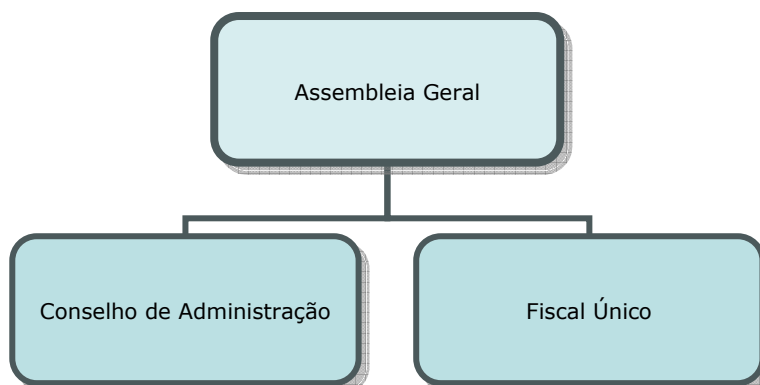 Assembleia Geral
Conselho de Administração
Fiscal Único